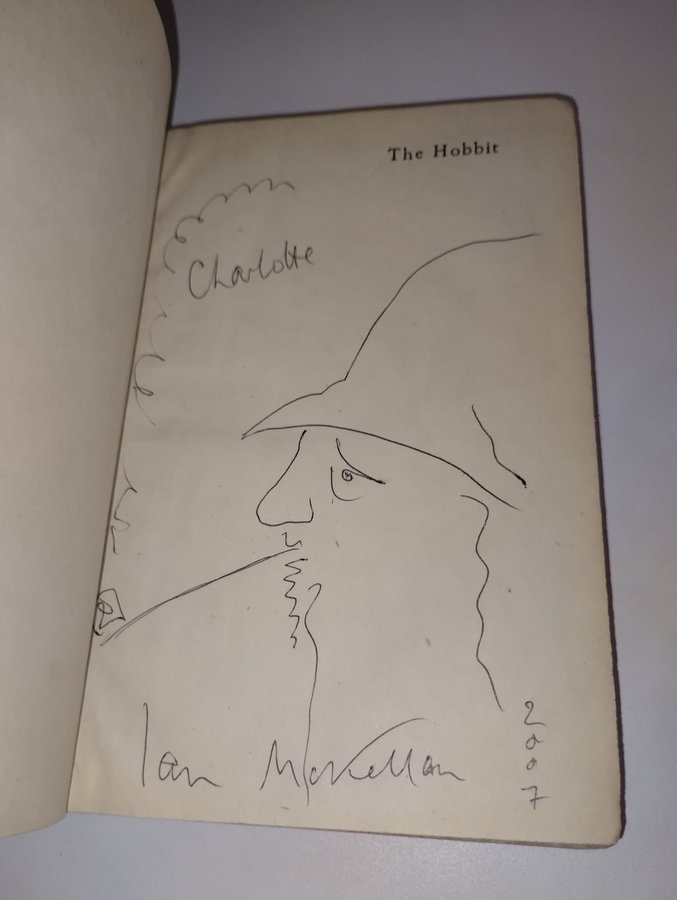 The Hobbit
Charlotte
Ian McKellen
2007